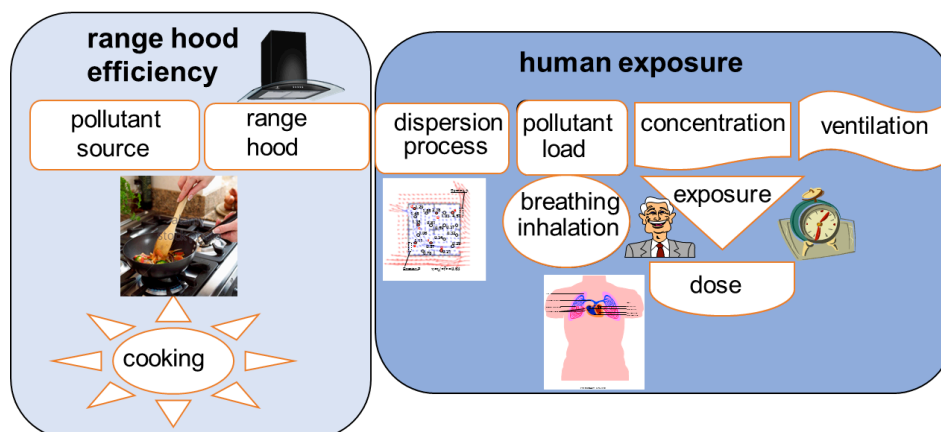 range hood
efficiency
human exposure
pollutant
source
range
hood
dispersion
process
pollutant
load
concentration
ventilation
breathing
inhalation
exposure
dose
cooking